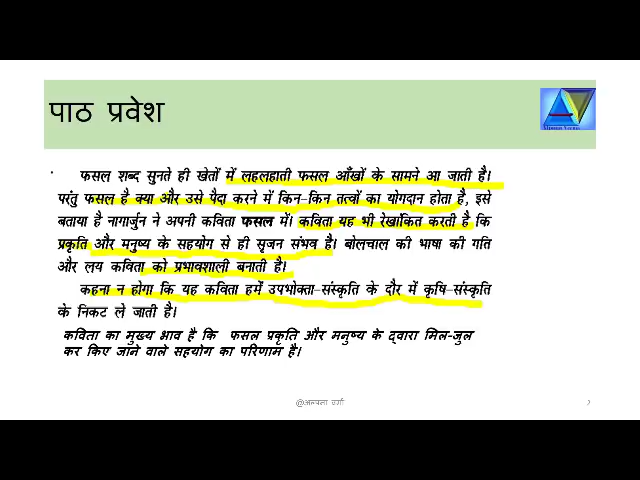 पाठ प्रवेश
फसल शब्द सुनते ही खेतों में लहलहाती फसल आँखों के सामने आ जाती है।
परंतु फसल है क्या और उसे पैदा करने में किन-किन तत्वों का योगदान होता है, इसे
बताया है नागार्जुन ने अपनी कविता फसल में। कविता यह भी रेखांकित करती है कि
प्रकृति और मनुष्य के सहयोग से ही सृजन संभव है। बोलचाल की भाषा की गति
और लय कविता को प्रभावशाली बनाती है।
कहना न होगा कि यह कविता हमें उपभोक्ता-संस्कृति के दौर में कृषि-संस्कृति
के निकट ले जाती है।
कविता का मुख्य भाव है कि फसल प्रकृति और मनुष्य के द्वारा मिल-जुल
कर किए जाने वाले सहयोग का परिणाम है।